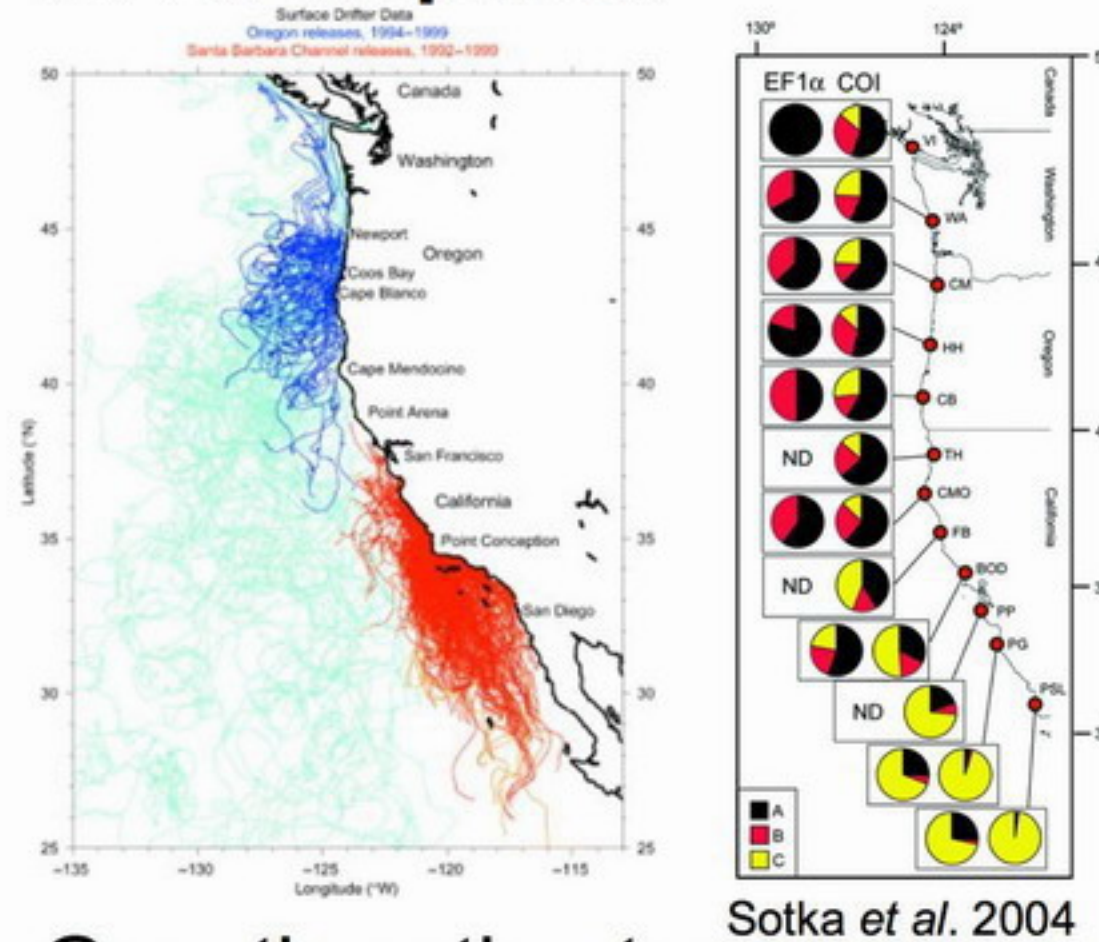 Surface Drifter Data
Oregon releases, 1994–1999
Santa Barbara Channel releases, 1992–1999
50
50
Canada
Washington
45
45
Newport
Oregon
Coos Bay
Cape Blanco
Cape Mendocino
40
40
Point Arena
San Francisco
California
35
35
Point Conception
San Diego
30
30
25
25
−135
−130
−125
−120
−115
Latitude (°N)
Longitude (°W)
130°
124°
EF1α COI
Canada
VI
Washington
WA
CM
Oregon
HH
CB
ND
TH
CMO
California
FB
ND
BOD
PP
PG
PSL
ND
A
B
C
Sotka et al. 2004